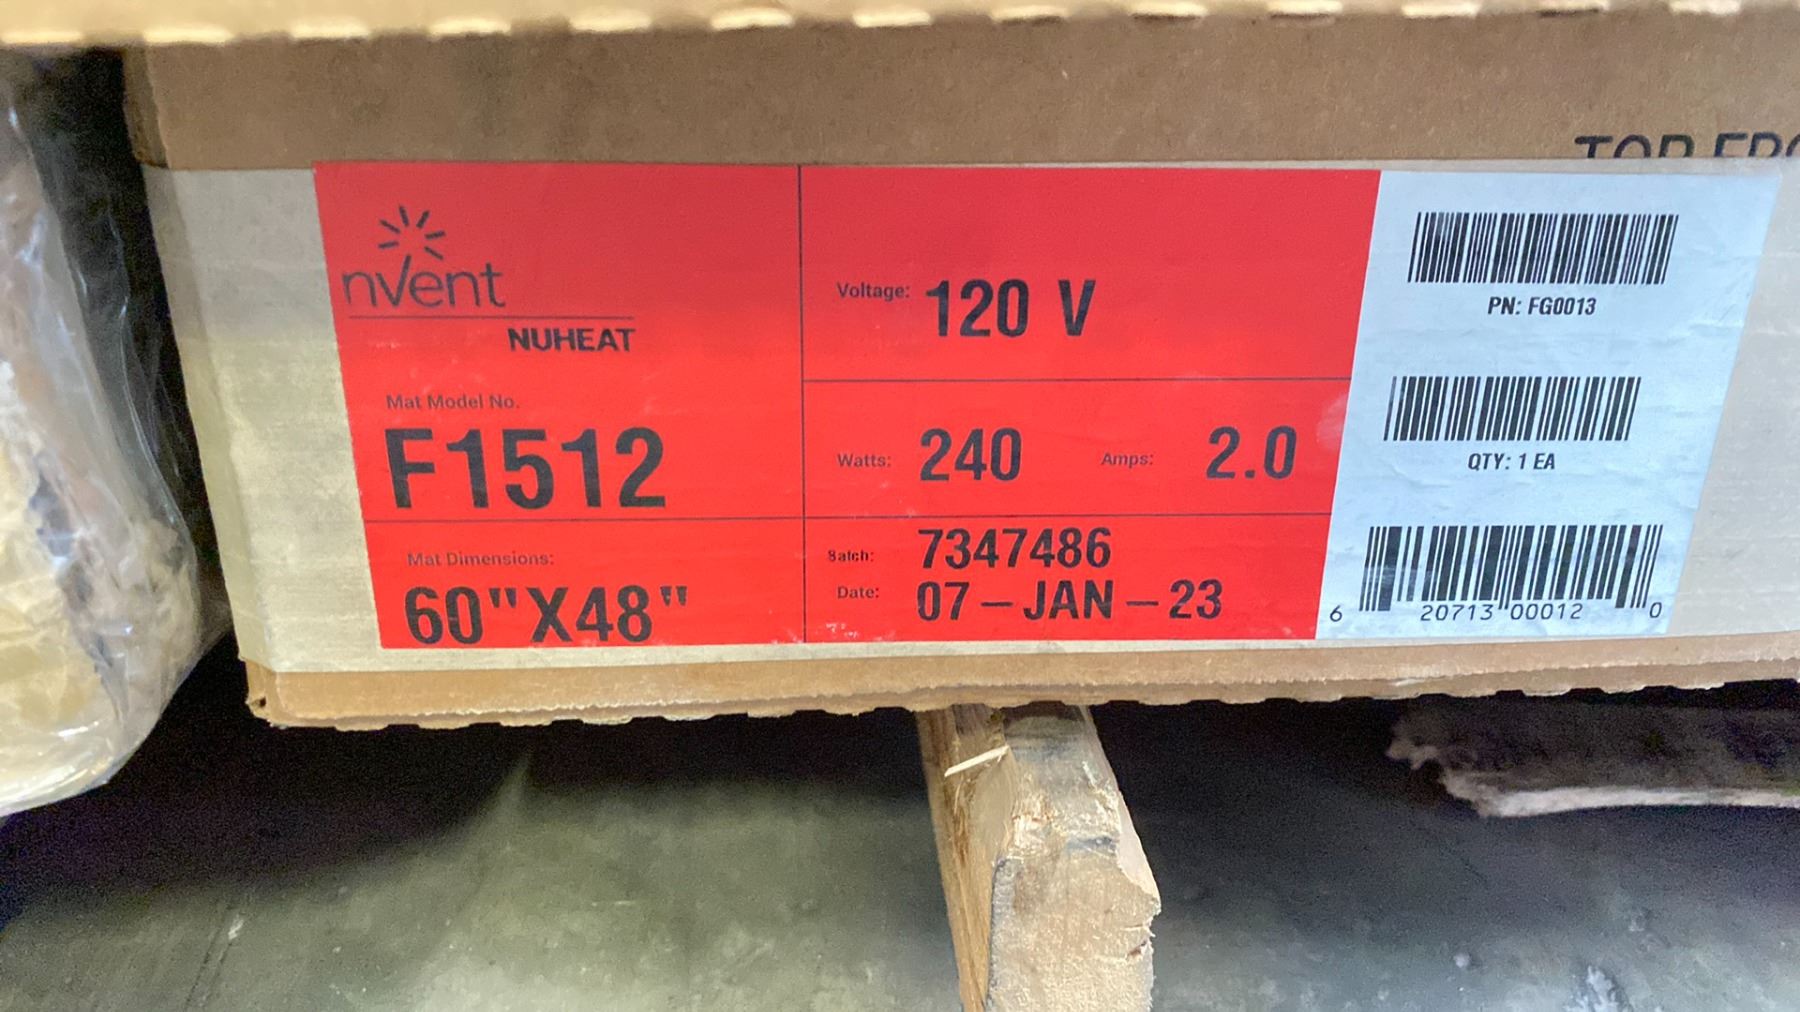 nvent
NUHEAT
Mat Model No.
F1512
Mat Dimensions:
60"X48"
Voltage: 120 V
Watts: 240 Amps: 2.0
Batch: 7347486
Date: 07-JAN-23
PN: FG0013
QTY: 1 EA
6 20713 00012 0
TOP